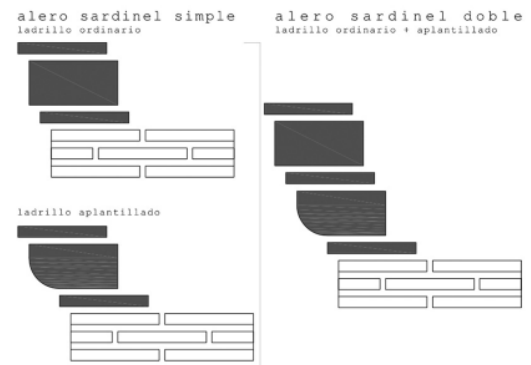 alero sardinel simple
ladrillo ordinario
ladrillo aplantillado
alero sardinel doble
ladrillo ordinario + aplantillado